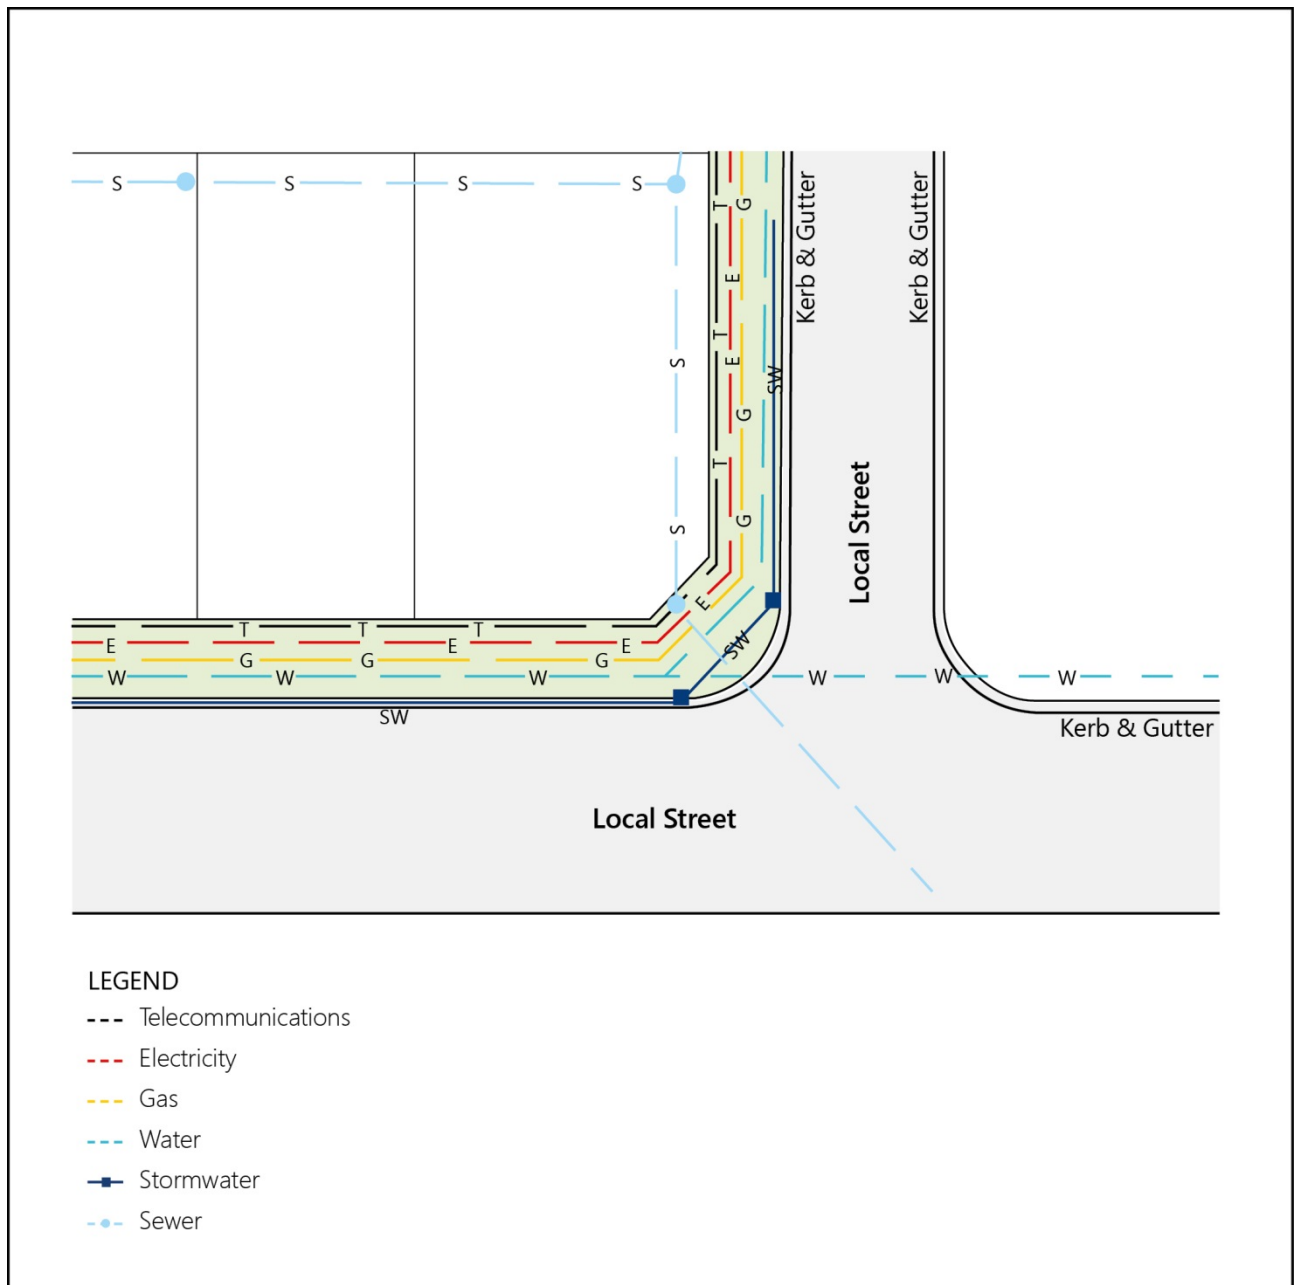 S S S S
T G
Kerb & Gutter
Kerb & Gutter
E
T
E
S
SW
G
T
G
S
Local Street
E
T T T
E E E
G G G
SW
W W W W W W
SW
Kerb & Gutter
Local Street
LEGEND
Telecommunications
Electricity
Gas
Water
Stormwater
Sewer